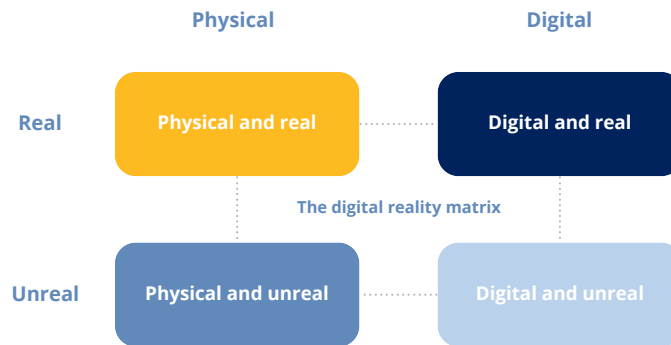 Physical
Digital
Real
Physical and real
Digital and real
The digital reality matrix
Unreal
Physical and unreal
Digital and unreal